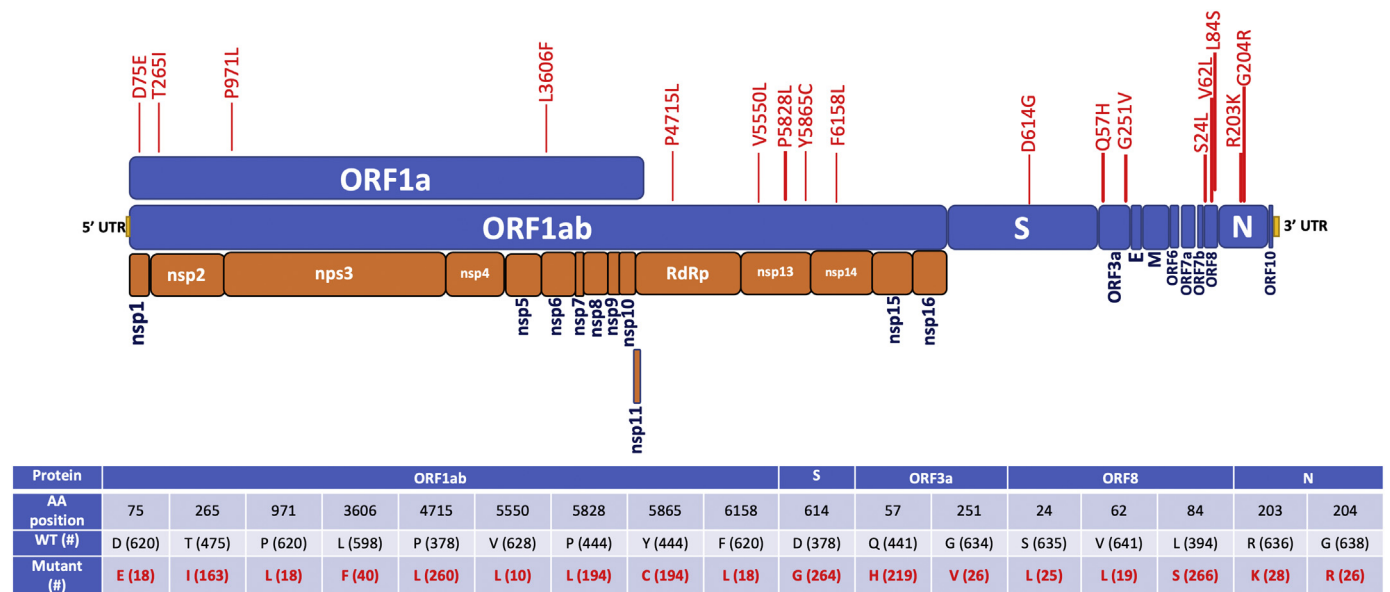 D75E
T265I
P971L
L3606F
P4715L
V5550L
P5828L
Y5865C
F6158L
D614G
Q57H
G251V
S24L
V62L
L84S
R203K
G204R
ORF1a
5' UTR
ORF1ab
S
N
3' UTR
ORF3a
E
M
ORF6
ORF7a
ORF7b
ORF8
ORF10
nsp1
nsp2
nps3
nsp4
nsp5
nsp6
nsp7
nsp8
nsp9
nsp10
RdRp
nsp13
nsp14
nsp15
nsp16
nsp11
Protein ORF1ab S ORF3a ORF8 N
AA
position 75 265 971 3606 4715 5550 5828 5865 6158 614 57 251 24 62 84 203 204
WT (#) D (620) T (475) P (620) L (598) P (378) V (628) P (444) Y (444) F (620) D (378) Q (441) G (634) S (635) V (641) L (394) R (636) G (638)
Mutant
(#) E (18) I (163) L (18) F (40) L (260) L (10) L (194) C (194) L (18) G (264) H (219) V (26) L (25) L (19) S (266) K (28) R (26)